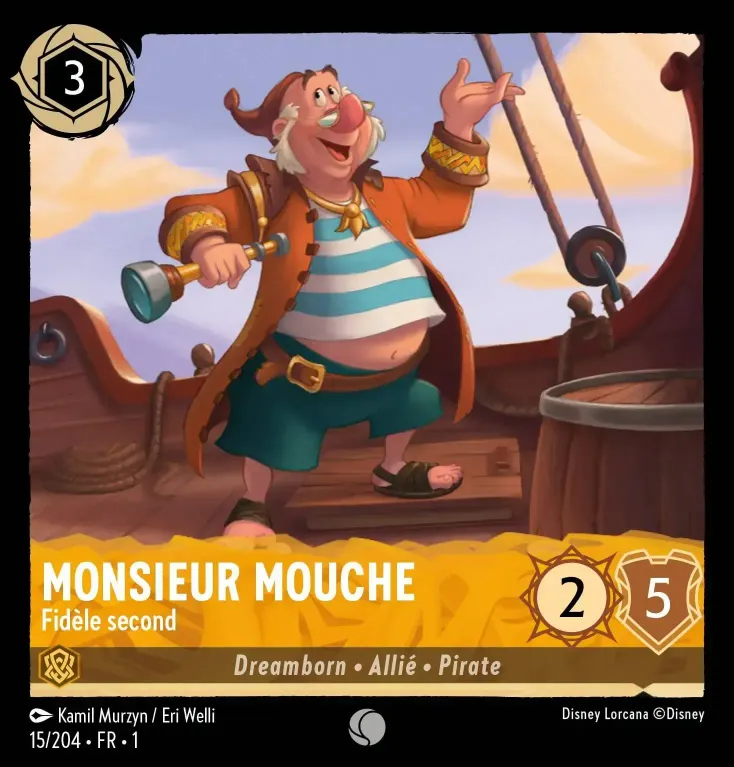 3
MONSIEUR MOUCHE
Fidèle second
2
5
Dreamborn • Allié • Pirate
Kamil Murzyn / Eri Welli
Disney Lorcana ©Disney
15/204 • FR • 1